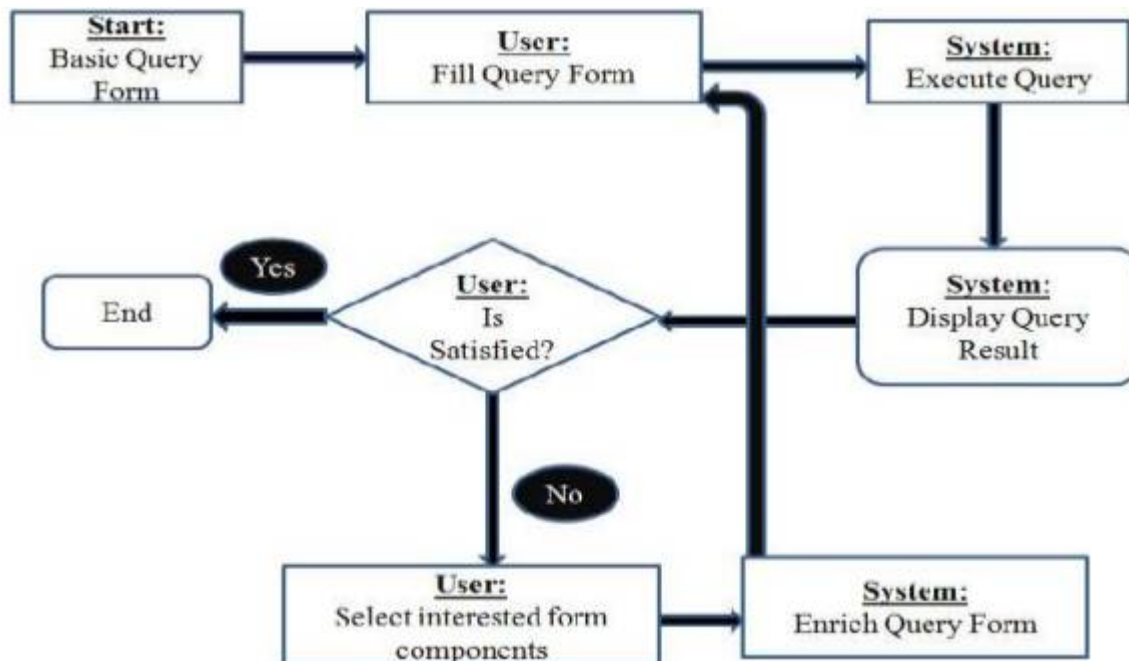 Start:
Basic Query
Form
User:
Fill Query Form
System:
Execute Query
Yes
End
User:
Is
Satisfied?
System:
Display Query
Result
No
User:
Select interested form
components
System:
Enrich Query Form